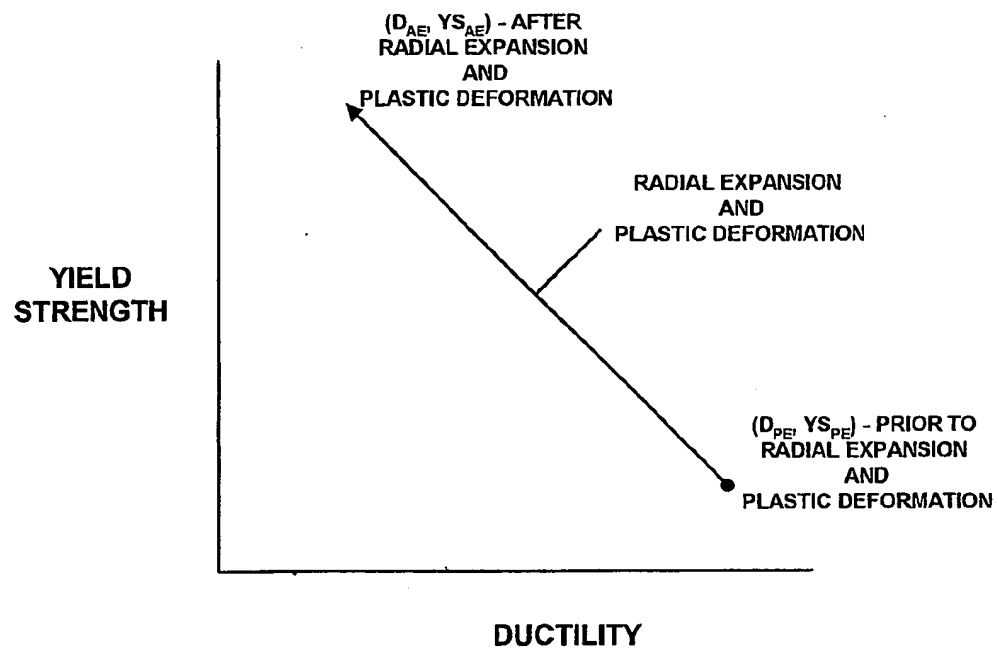 (D_AE, YS_AE) - AFTER
RADIAL EXPANSION
AND
PLASTIC DEFORMATION
RADIAL EXPANSION
AND
PLASTIC DEFORMATION
YIELD
STRENGTH
(D_PE, YS_PE) - PRIOR TO
RADIAL EXPANSION
AND
PLASTIC DEFORMATION
DUCTILITY